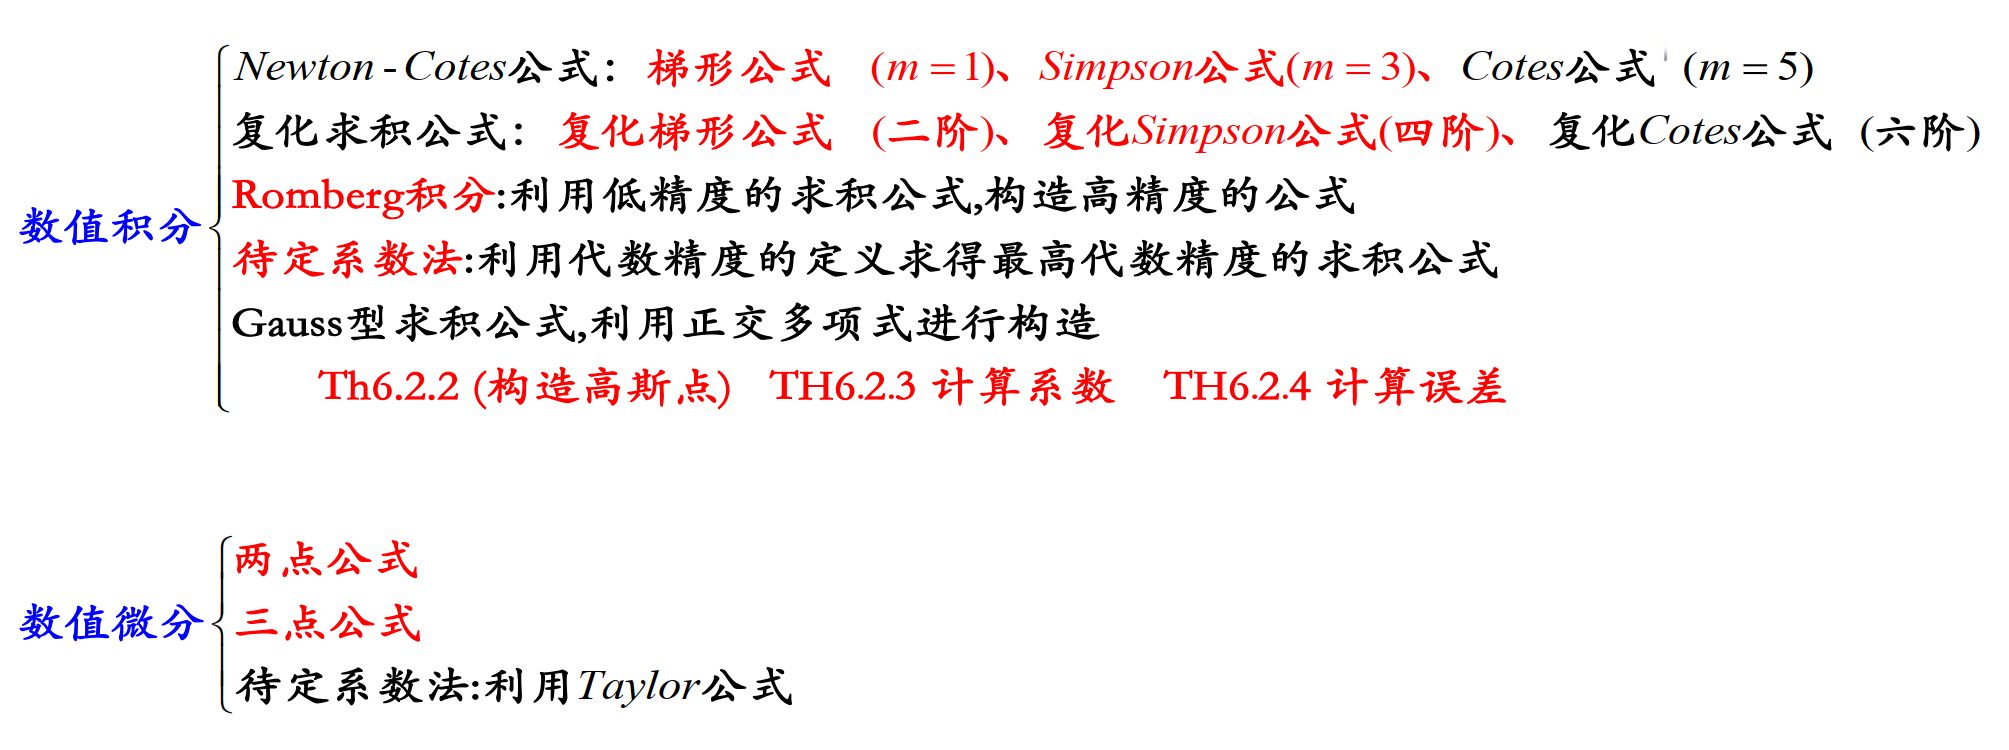 数值积分
Newton - Cotes公式：梯形公式 (m = 1)、Simpson公式(m = 3)、Cotes公式 (m = 5)
复化求积公式：复化梯形公式 (二阶)、复化Simpson公式(四阶)、复化Cotes公式 (六阶)
Romberg积分:利用低精度的求积公式,构造高精度的公式
待定系数法:利用代数精度的定义求得最高代数精度的求积公式
Gauss型求积公式,利用正交多项式进行构造
Th6.2.2 (构造高斯点) TH6.2.3 计算系数 TH6.2.4 计算误差
数值微分
两点公式
三点公式
待定系数法:利用Taylor公式